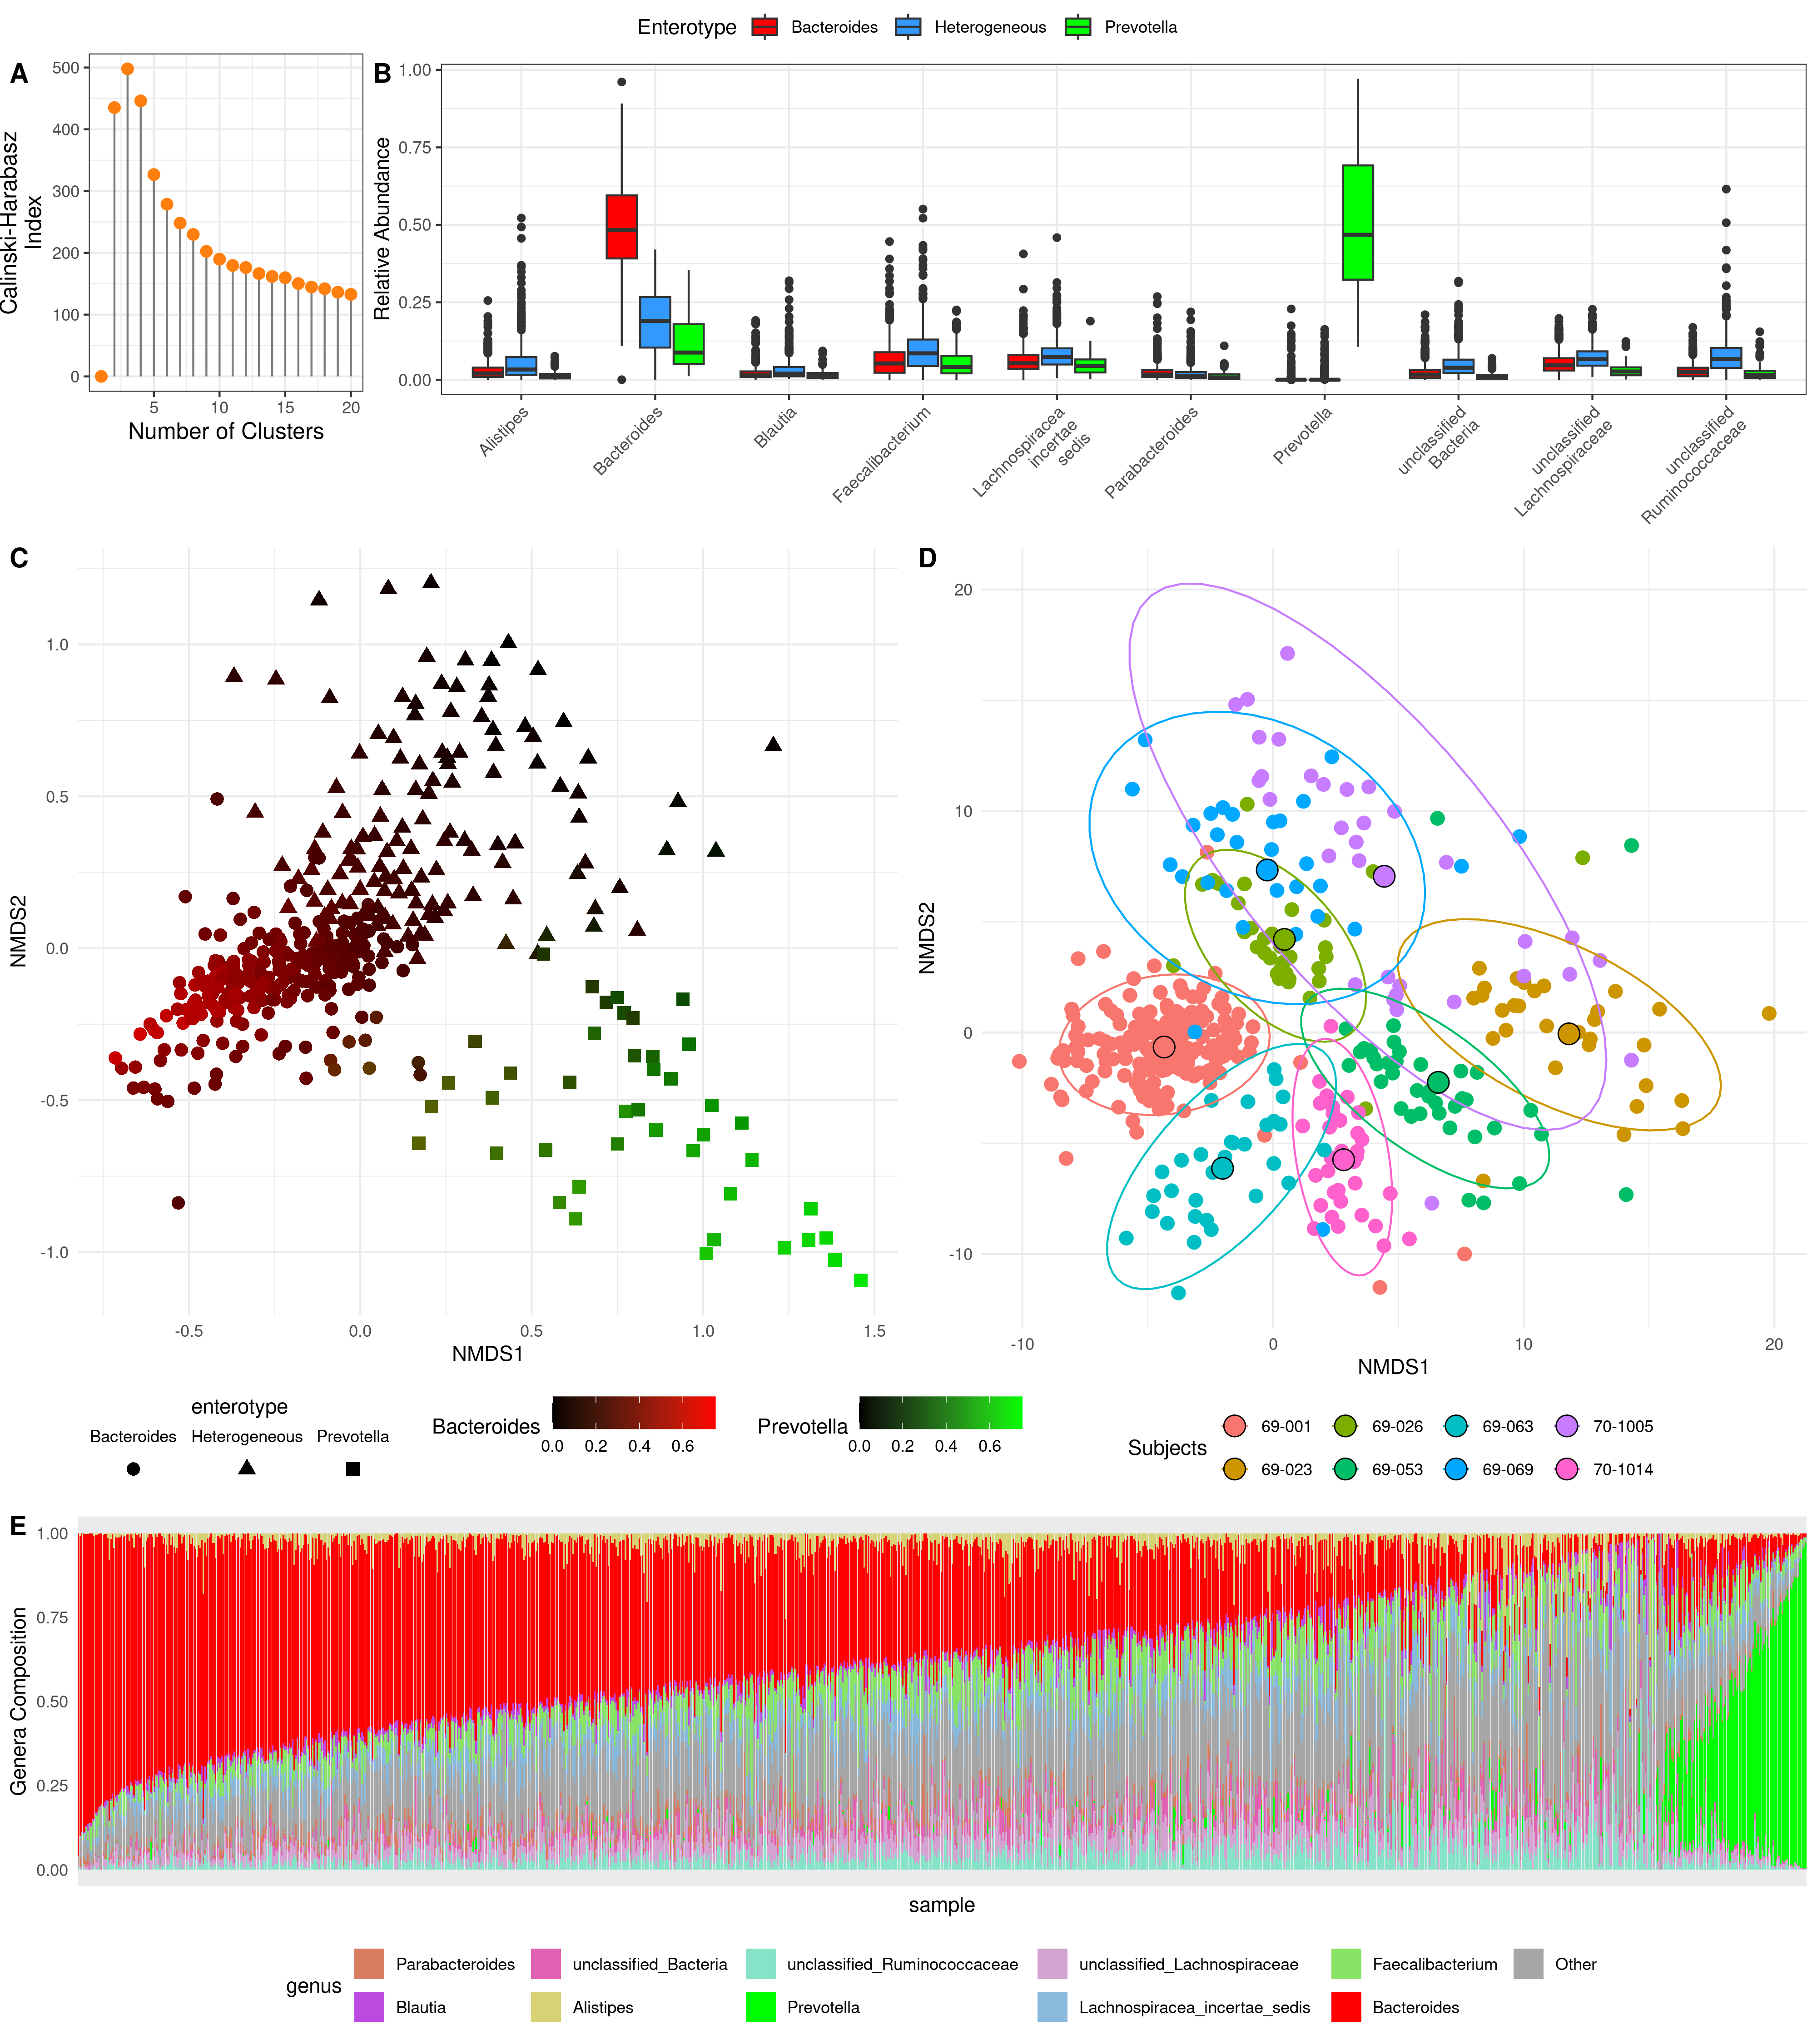 Enterotype Bacteroides Heterogeneous Prevotella
A
Calinski-Harabasz
Index
500
400
300
200
100
0
5 10 15 20
Number of Clusters
B
Relative Abundance
1.00
0.75
0.50
0.25
0.00
Alistipes
Bacteroides
Blautia
Faecalibacterium
Lachnospiracea
incertae
sedis
Parabacteroides
Prevotella
unclassified
Bacteria
unclassified
Lachnospiraceae
unclassified
Ruminococcaceae
C
NMDS2
1.0
0.5
0.0
-0.5
-1.0
-0.5 0.0 0.5 1.0 1.5
NMDS1
enterotype
Bacteroides Heterogeneous Prevotella
Bacteroides
0.0 0.2 0.4 0.6
Prevotella
0.0 0.2 0.4 0.6
D
NMDS2
20
10
0
-10
-10 0 10 20
NMDS1
Subjects
69-001 69-026 69-063 70-1005
69-023 69-053 69-069 70-1014
E
Genera Composition
1.00
0.75
0.50
0.25
0.00
sample
genus
Parabacteroides unclassified_Bacteria unclassified_Ruminococcaceae unclassified_Lachnospiraceae Faecalibacterium Other
Blautia Alistipes Prevotella Lachnospiracea_incertae_sedis Bacteroides